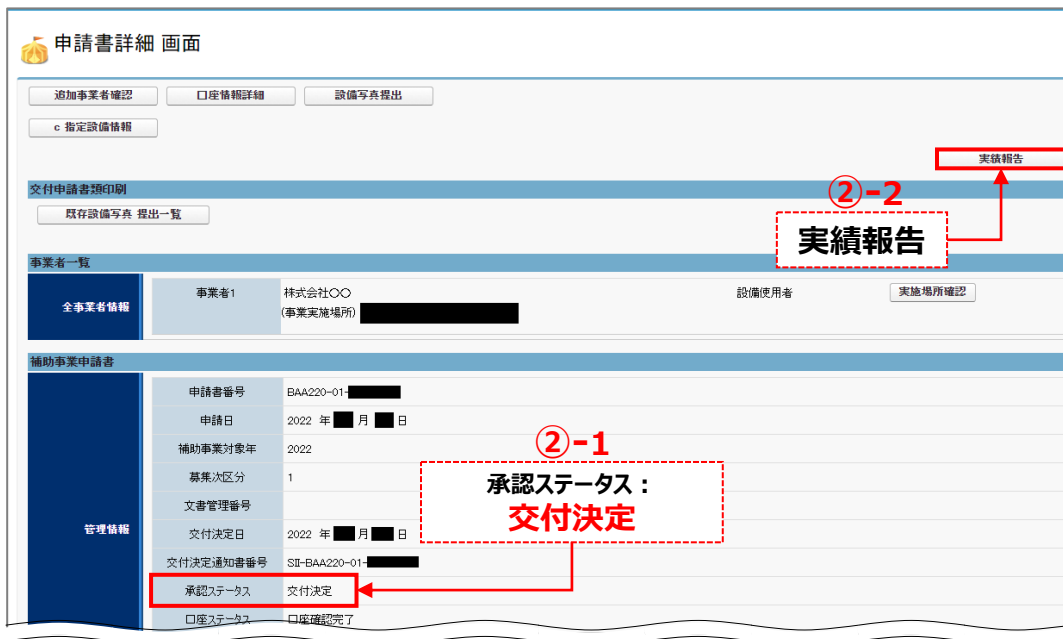 申請書詳細 画面
追加事業者確認 口座情報詳細 設備写真提出
c 指定設備情報
実績報告
交付申請書類印刷
②-2
既存設備写真 提出一覧
実績報告
事業者一覧
全事業者情報 事業者1 株式会社〇〇 設備使用者 実施場所確認
(事業実施場所)
補助事業申請書
管理情報
申請書番号 BAA220-01-
申請日 2022 年 月 日
補助事業対象年 2022
募集次区分 1
文書管理番号
交付決定日 2022 年 月 日
交付決定通知書番号 SII-BAA220-01-
承認ステータス 交付決定
口座ステータス 口座確認完了
②-1
承認ステータス：
交付決定